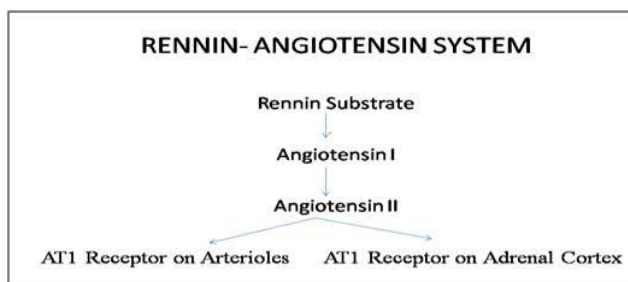 RENNIN- ANGIOTENSIN SYSTEM
Rennin Substrate
Angiotensin I
Angiotensin II
AT1 Receptor on Arterioles AT1 Receptor on Adrenal Cortex